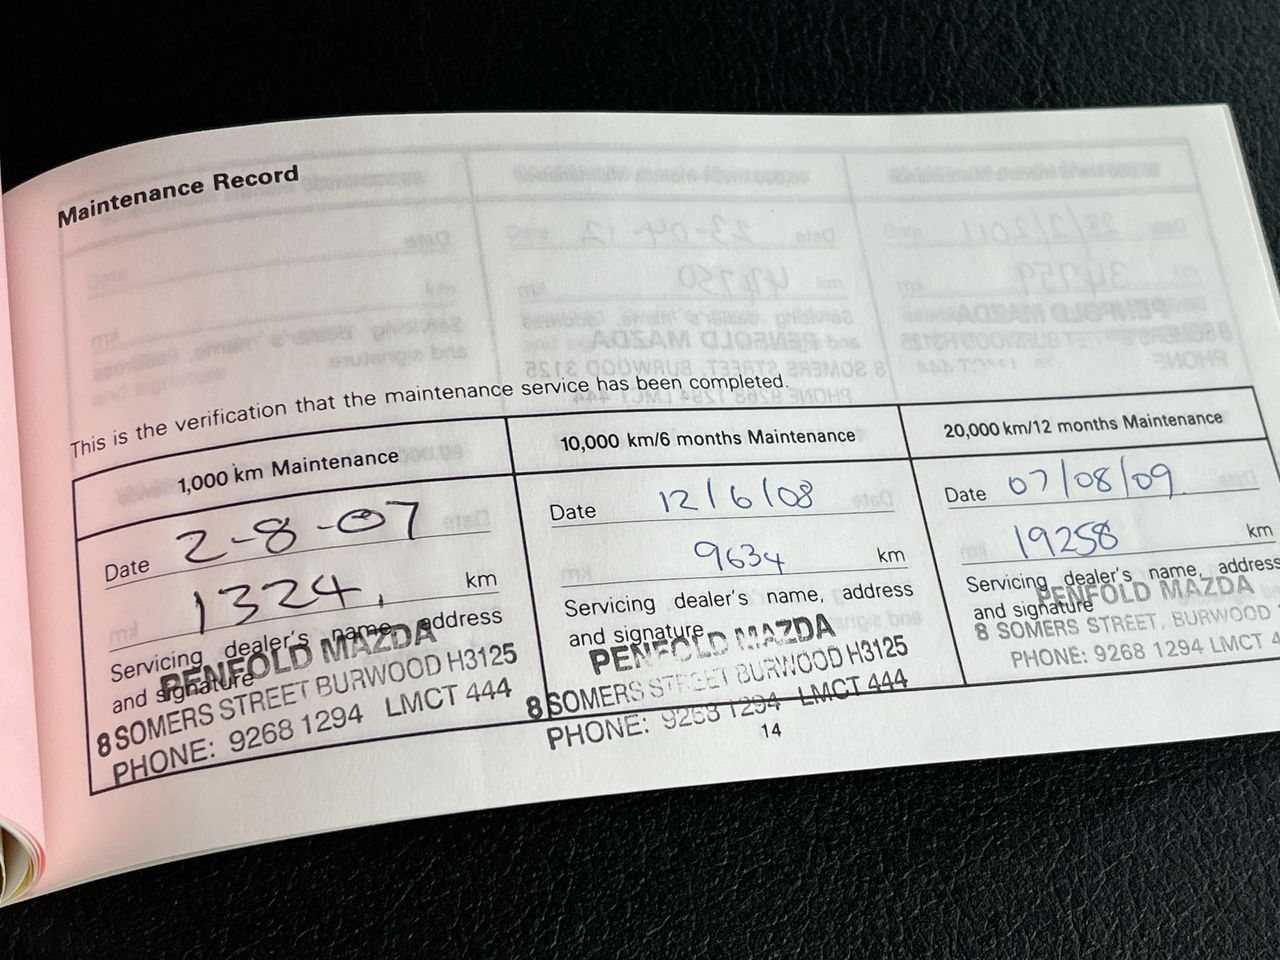 Maintenance Record
This is the verification that the maintenance service has been completed.
1,000 km Maintenance
Date 2-8-07
1324, km
Servicing dealer's name, address
and signature
PENFOLD MAZDA
8 SOMERS STREET BURWOOD H3125
PHONE: 9268 1294 LMCT 444
10,000 km/6 months Maintenance
Date 12/6/08
9634 km
Servicing dealer's name, address
and signature
PENFOLD MAZDA
8 SOMERS STREET BURWOOD H3125
PHONE: 9268 1294 LMCT 444
20,000 km/12 months Maintenance
Date 07/08/09
19258 km
Servicing dealer's name, address
and signature
PENFOLD MAZDA
8 SOMERS STREET, BURWOOD
PHONE: 9268 1294 LMCT 4
14